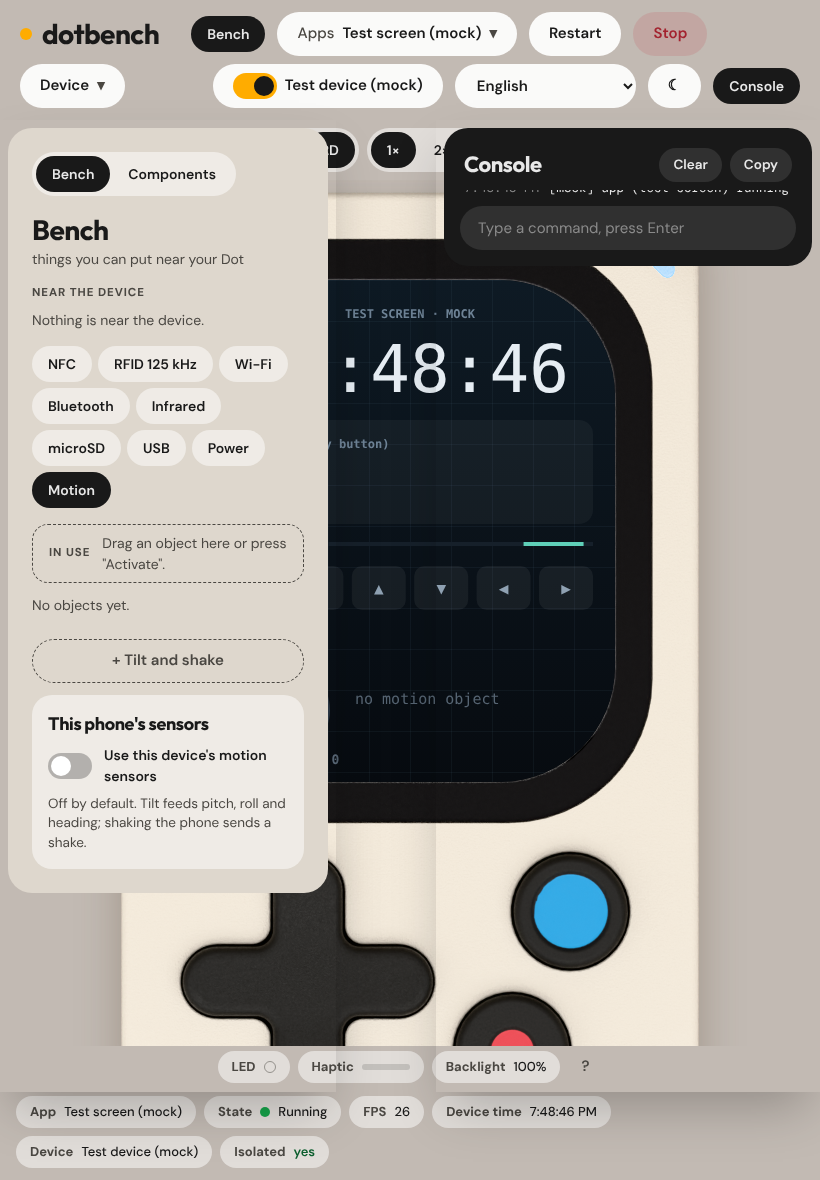 dotbench
Bench
Apps Test screen (mock) ▾
Restart
Stop
Device ▾
Test device (mock)
English
Console
Bench
Components
Bench
things you can put near your Dot
NEAR THE DEVICE
Nothing is near the device.
NFC
RFID 125 kHz
Wi-Fi
Bluetooth
Infrared
microSD
USB
Power
Motion
IN USE
Drag an object here or press
"Activate".
No objects yet.
+ Tilt and shake
This phone's sensors
Use this device's motion
sensors
Off by default. Tilt feeds pitch, roll and
heading; shaking the phone sends a
shake.
1×
Console
Clear
Copy
[mock] app (test screen) running
Type a command, press Enter
TEST SCREEN · MOCK
:48:46
button)
no motion object
0
LED
Haptic
Backlight 100%
?
App Test screen (mock)
State Running
FPS 26
Device time 7:48:46 PM
Device Test device (mock)
Isolated yes